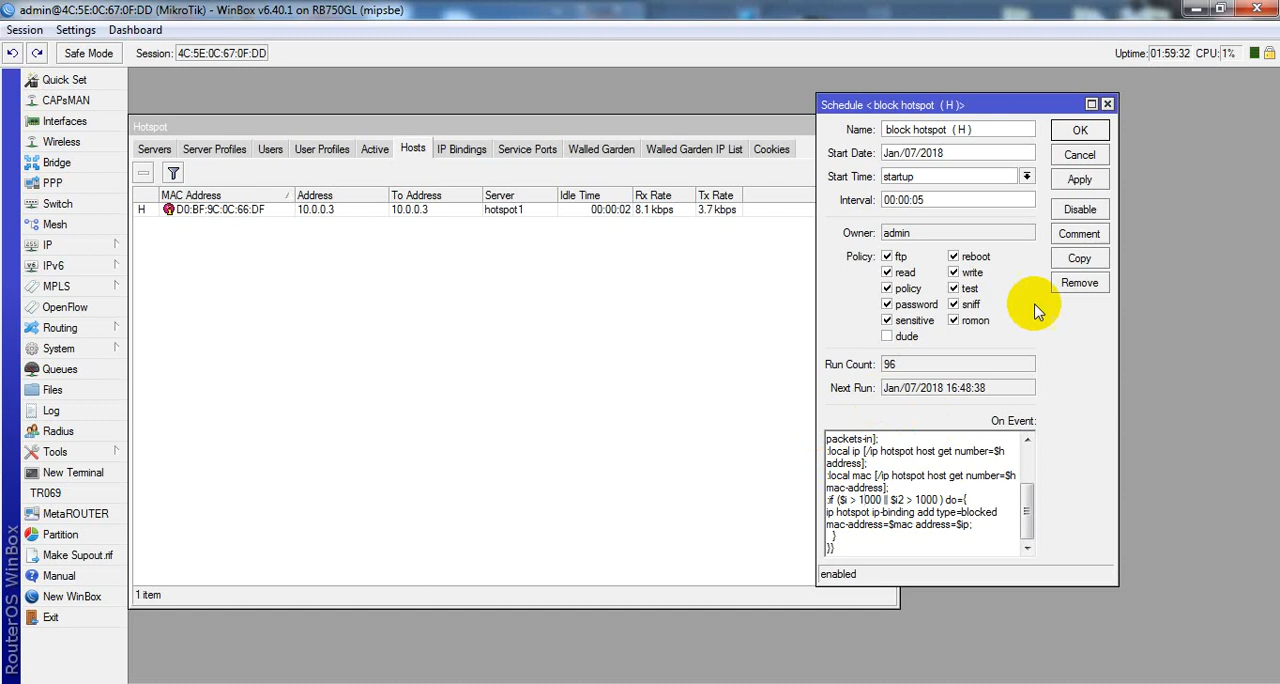 admin@4C:5E:0C:67:0F:DD (MikroTik) - WinBox v6.40.1 on RB750GL (mipsbe)
Session Settings Dashboard
Safe Mode Session: 4C:5E:0C:67:0F:DD Uptime: 01:59:32 CPU: 1%
RouterOS WinBox
Quick Set
CAPsMAN
Interfaces
Wireless
Bridge
PPP
Switch
Mesh
IP
IPv6
MPLS
OpenFlow
Routing
System
Queues
Files
Log
Radius
Tools
New Terminal
TR069
MetaROUTER
Partition
Make Supout.rif
Manual
New WinBox
Exit
Hotspot
Servers Server Profiles Users User Profiles Active Hosts IP Bindings Service Ports Walled Garden Walled Garden IP List Cookies
MAC Address Address To Address Server Idle Time Rx Rate Tx Rate
H D0:BF:9C:0C:66:DF 10.0.0.3 10.0.0.3 hotspot1 00:00:02 8.1 kbps 3.7 kbps
1 item
Schedule < block hotspot ( H )>
Name: block hotspot ( H )
Start Date: Jan/07/2018
Start Time: startup
Interval: 00:00:05
Owner: admin
Policy: ftp reboot
read write
policy test
password sniff
sensitive romon
dude
Run Count: 96
Next Run: Jan/07/2018 16:48:38
On Event:
packets-in];
:local ip [/ip hotspot host get number=$h
address];
:local mac [/ip hotspot host get number=$h
mac-address];
:if ($i > 1000 || $i2 > 1000 ) do={
ip hotspot ip-binding add type=blocked
mac-address=$mac address=$ip;
}
}}
enabled
OK
Cancel
Apply
Disable
Comment
Copy
Remove